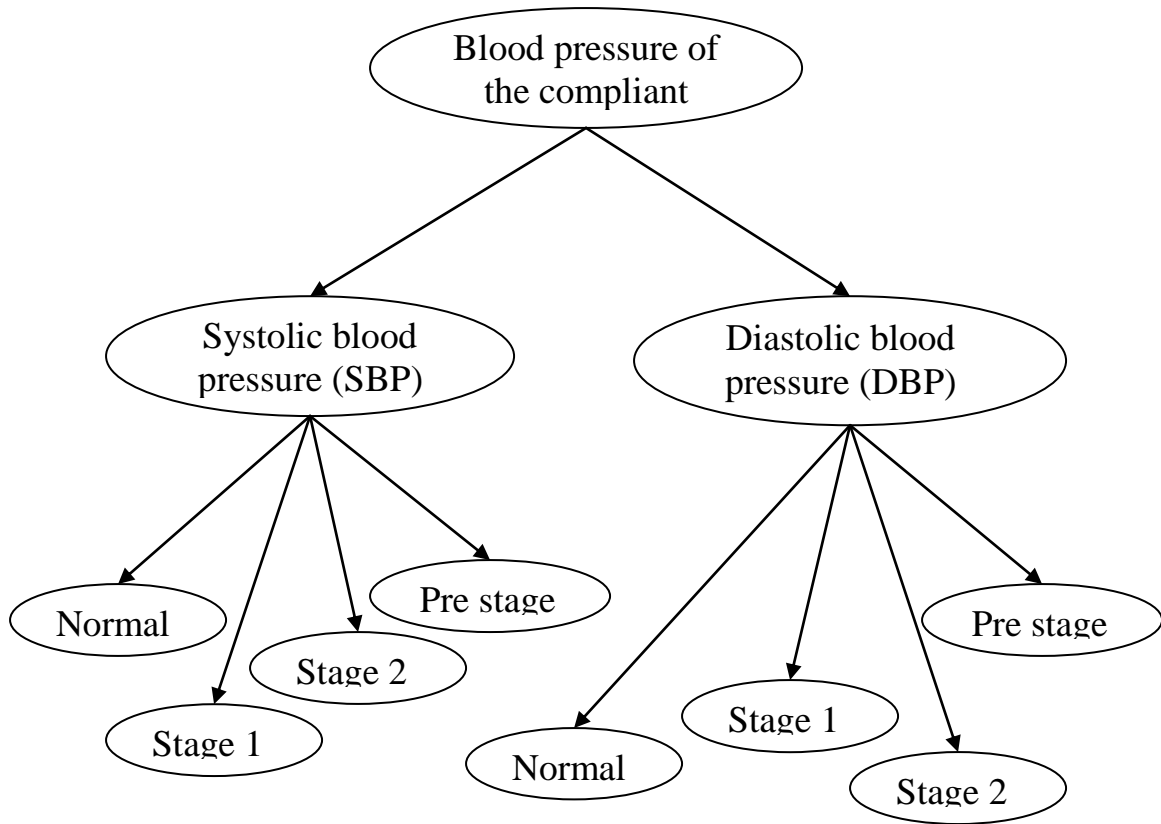 Blood pressure of
the compliant
Systolic blood
pressure (SBP)
Diastolic blood
pressure (DBP)
Normal
Stage 1
Stage 2
Pre stage
Normal
Stage 1
Stage 2
Pre stage